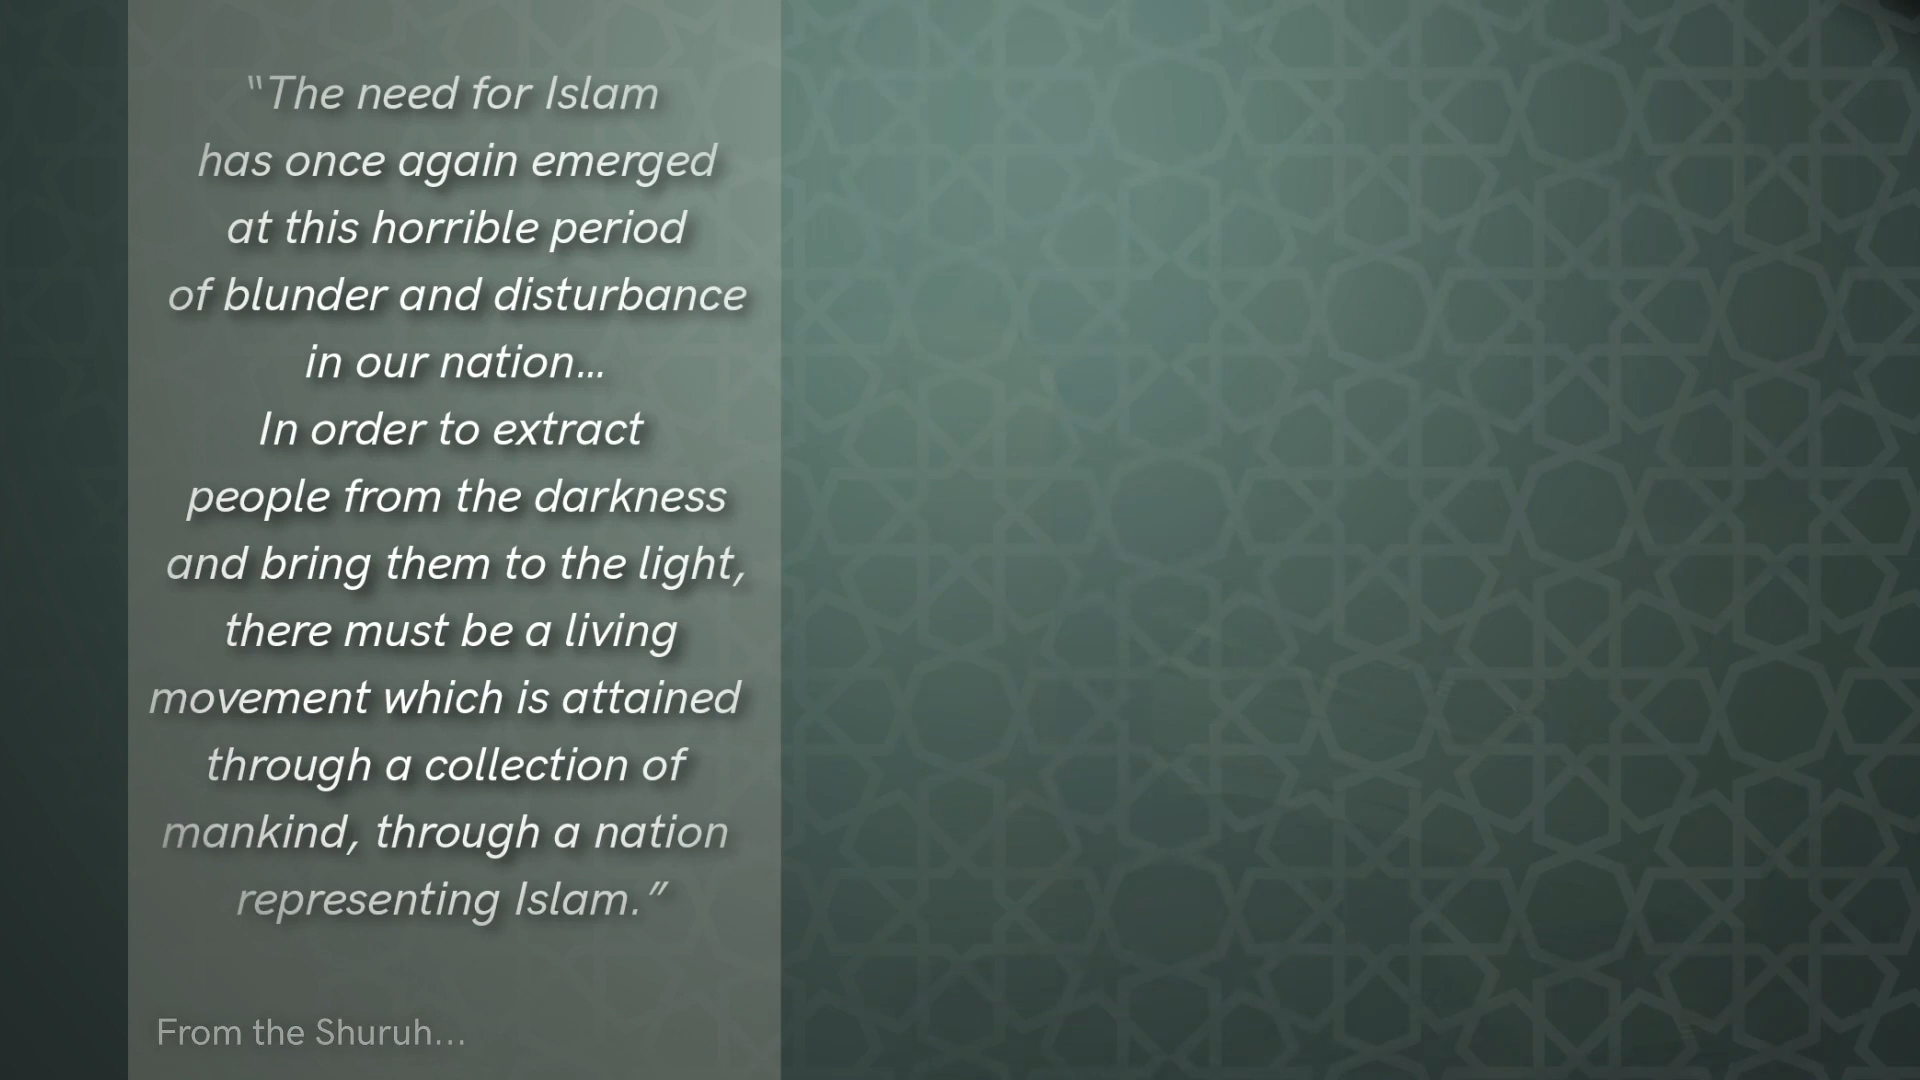 “The need for Islam
has once again emerged
at this horrible period
of blunder and disturbance
in our nation...
In order to extract
people from the darkness
and bring them to the light,
there must be a living
movement which is attained
through a collection of
mankind, through a nation
representing Islam.”
From the Shuruh...